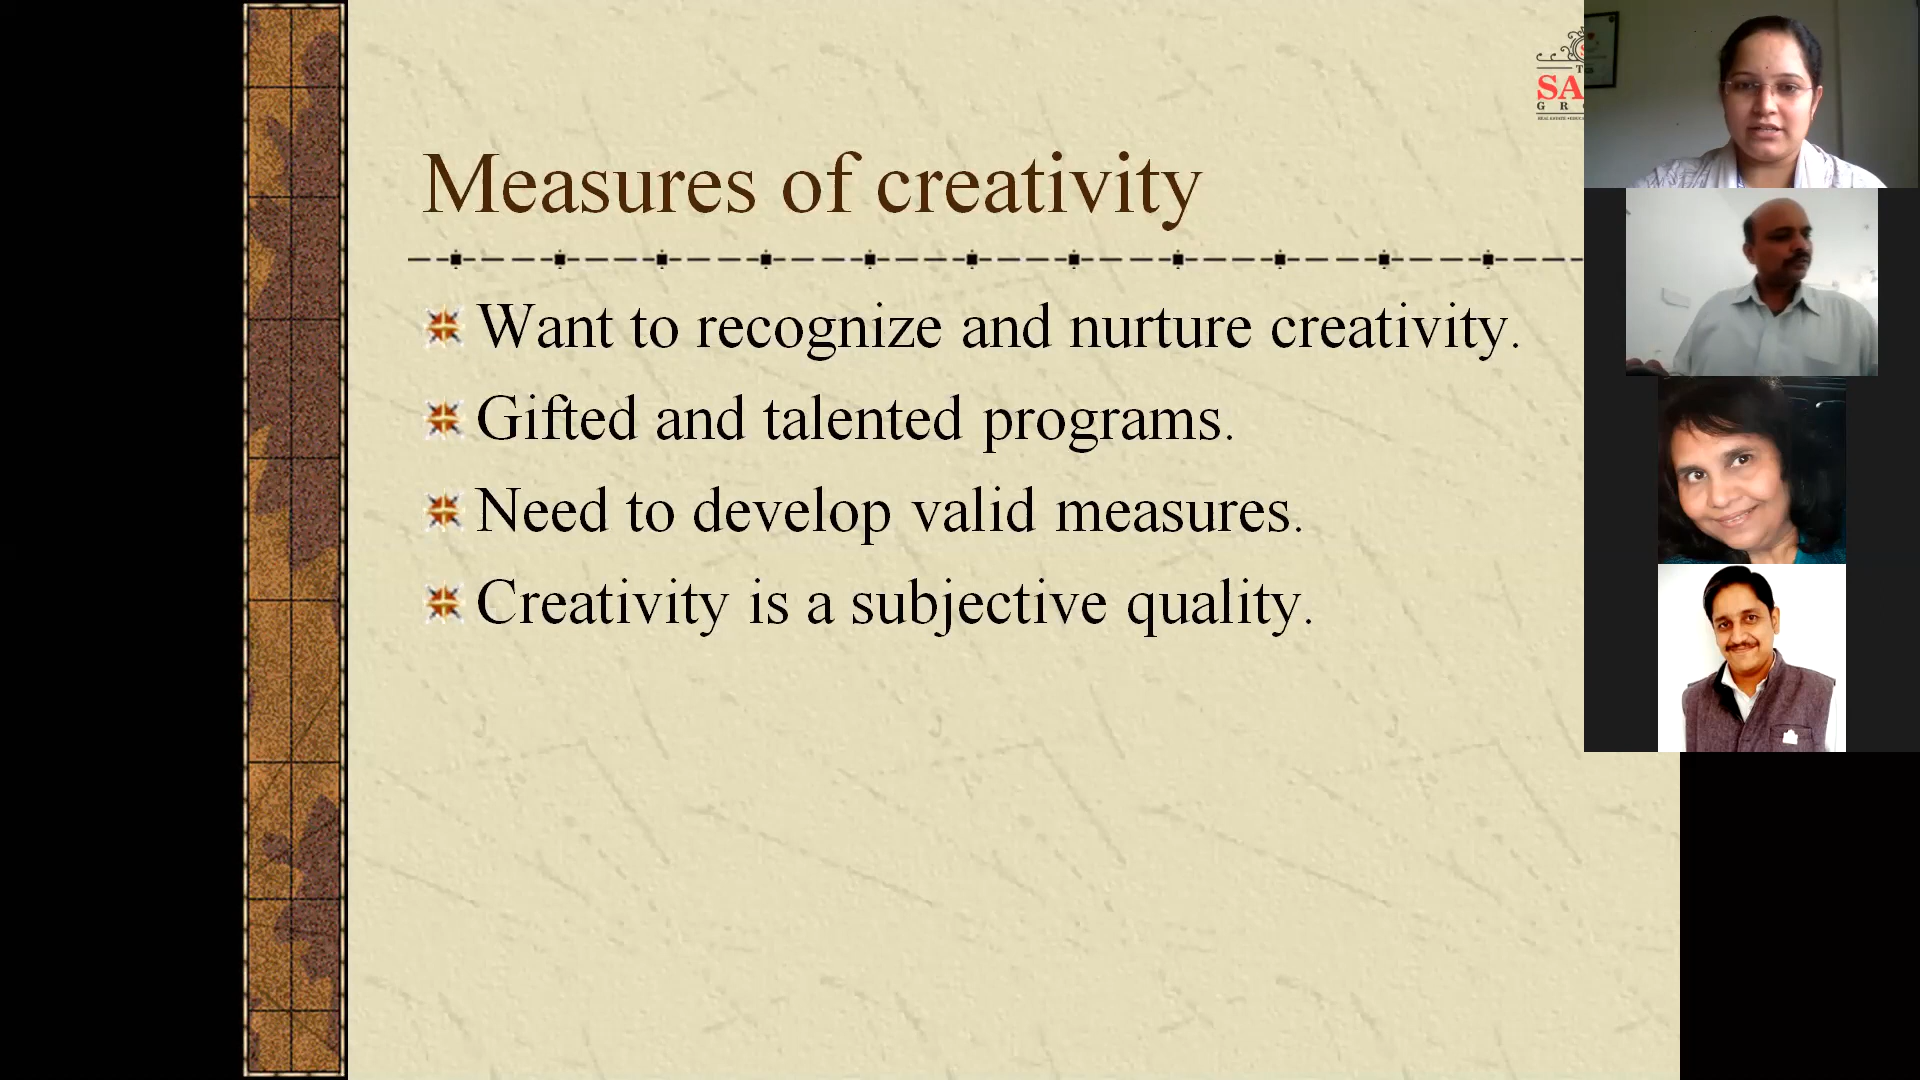 SA
Measures of creativity
Want to recognize and nurture creativity.
Gifted and talented programs.
Need to develop valid measures.
Creativity is a subjective quality.